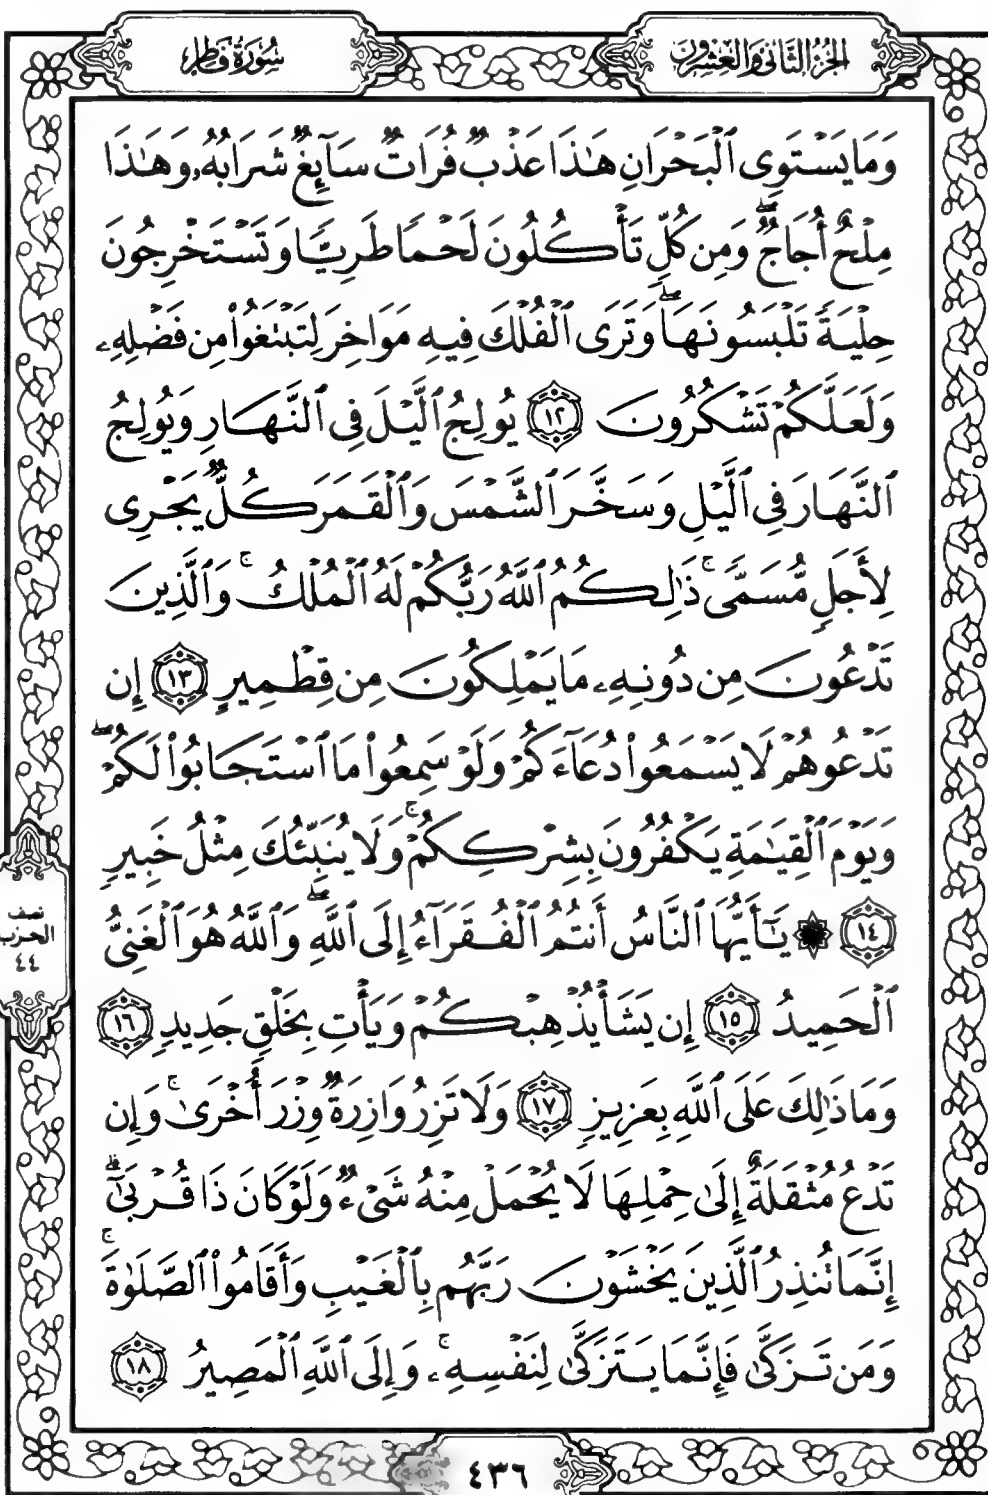 الجزء الثاني والعشرون
سورة فاطر
وَمَا يَسْتَوِى ٱلْبَحْرَانِ هَٰذَا عَذْبٌ فُرَاتٌ سَآئِغٌ شَرَابُهُۥ وَهَٰذَا
مِلْحٌ أُجَاجٌ ۖ وَمِن كُلٍّ تَأْكُلُونَ لَحْمًا طَرِيًّا وَتَسْتَخْرِجُونَ
حِلْيَةً تَلْبَسُونَهَا ۖ وَتَرَى ٱلْفُلْكَ فِيهِ مَوَاخِرَ لِتَبْتَغُوا۟ مِن فَضْلِهِۦ
وَلَعَلَّكُمْ تَشْكُرُونَ ١٢ يُولِجُ ٱلَّيْلَ فِى ٱلنَّهَارِ وَيُولِجُ
ٱلنَّهَارَ فِى ٱلَّيْلِ وَسَخَّرَ ٱلشَّمْسَ وَٱلْقَمَرَ كُلٌّ يَجْرِى
لِأَجَلٍ مُّسَمًّى ۚ ذَٰلِكُمُ ٱللَّهُ رَبُّكُمْ لَهُ ٱلْمُلْكُ ۚ وَٱلَّذِينَ
تَدْعُونَ مِن دُونِهِۦ مَا يَمْلِكُونَ مِن قِطْمِيرٍ ١٣ إِن
تَدْعُوهُمْ لَا يَسْمَعُوا۟ دُعَآءَكُمْ وَلَوْ سَمِعُوا۟ مَا ٱسْتَجَابُوا۟ لَكُمْ ۖ
وَيَوْمَ ٱلْقِيَٰمَةِ يَكْفُرُونَ بِشِرْكِكُمْ ۚ وَلَا يُنَبِّئُكَ مِثْلُ خَبِيرٍ
١٤ ۞ يَٰٓأَيُّهَا ٱلنَّاسُ أَنتُمُ ٱلْفُقَرَآءُ إِلَى ٱللَّهِ ۖ وَٱللَّهُ هُوَ ٱلْغَنِىُّ
ٱلْحَمِيدُ ١٥ إِن يَشَأْ يُذْهِبْكُمْ وَيَأْتِ بِخَلْقٍ جَدِيدٍ ١٦
وَمَا ذَٰلِكَ عَلَى ٱللَّهِ بِعَزِيزٍ ١٧ وَلَا تَزِرُ وَازِرَةٌ وِزْرَ أُخْرَىٰ ۚ وَإِن
تَدْعُ مُثْقَلَةٌ إِلَىٰ حِمْلِهَا لَا يُحْمَلْ مِنْهُ شَىْءٌ وَلَوْ كَانَ ذَا قُرْبَىٰٓ ۗ
إِنَّمَا تُنذِرُ ٱلَّذِينَ يَخْشَوْنَ رَبَّهُم بِٱلْغَيْبِ وَأَقَامُوا۟ ٱلصَّلَوٰةَ ۚ
وَمَن تَزَكَّىٰ فَإِنَّمَا يَتَزَكَّىٰ لِنَفْسِهِۦ ۚ وَإِلَى ٱللَّهِ ٱلْمَصِيرُ ١٨
نصف
الحزب
٤٤
٤٣٦